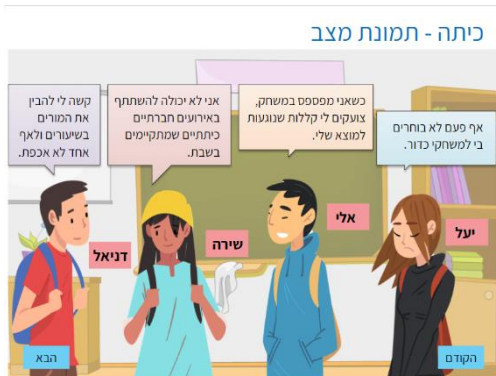 כיתה - תמונת מצב
אף פעם לא בוחרים
בי למשחקי כדור.
כשאני מפספס במשחק,
צועקים לי קללות שנוגעות
למוצא שלי.
אני לא יכולה להשתתף
באירועים חברתיים
כיתתיים שמתקיימים
בשבת.
קשה לי להבין
את המורים
בשיעורים ולאף
אחד לא אכפת.
יעל
אלי
שירה
דניאל
הקודם
הבא